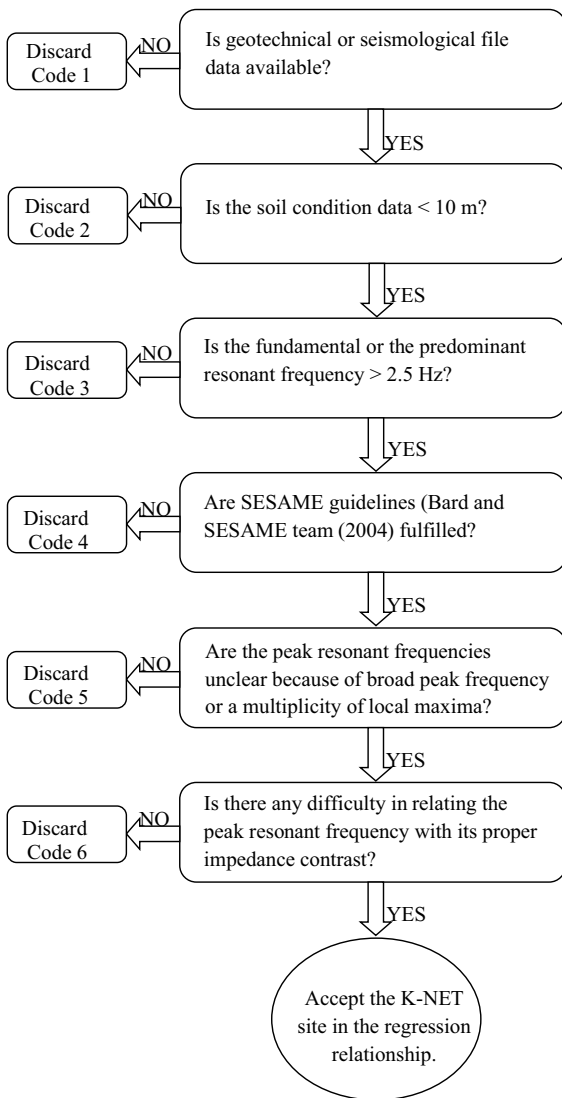 Is geotechnical or seismological file
data available?
NO
Discard
Code 1
YES
Is the soil condition data < 10 m?
NO
Discard
Code 2
YES
Is the fundamental or the predominant
resonant frequency > 2.5 Hz?
NO
Discard
Code 3
YES
Are SESAME guidelines (Bard and
SESAME team (2004) fulfilled?
NO
Discard
Code 4
YES
Are the peak resonant frequencies
unclear because of broad peak frequency
or a multiplicity of local maxima?
NO
Discard
Code 5
YES
Is there any difficulty in relating the
peak resonant frequency with its proper
impedance contrast?
NO
Discard
Code 6
YES
Accept the K-NET
site in the regression
relationship.